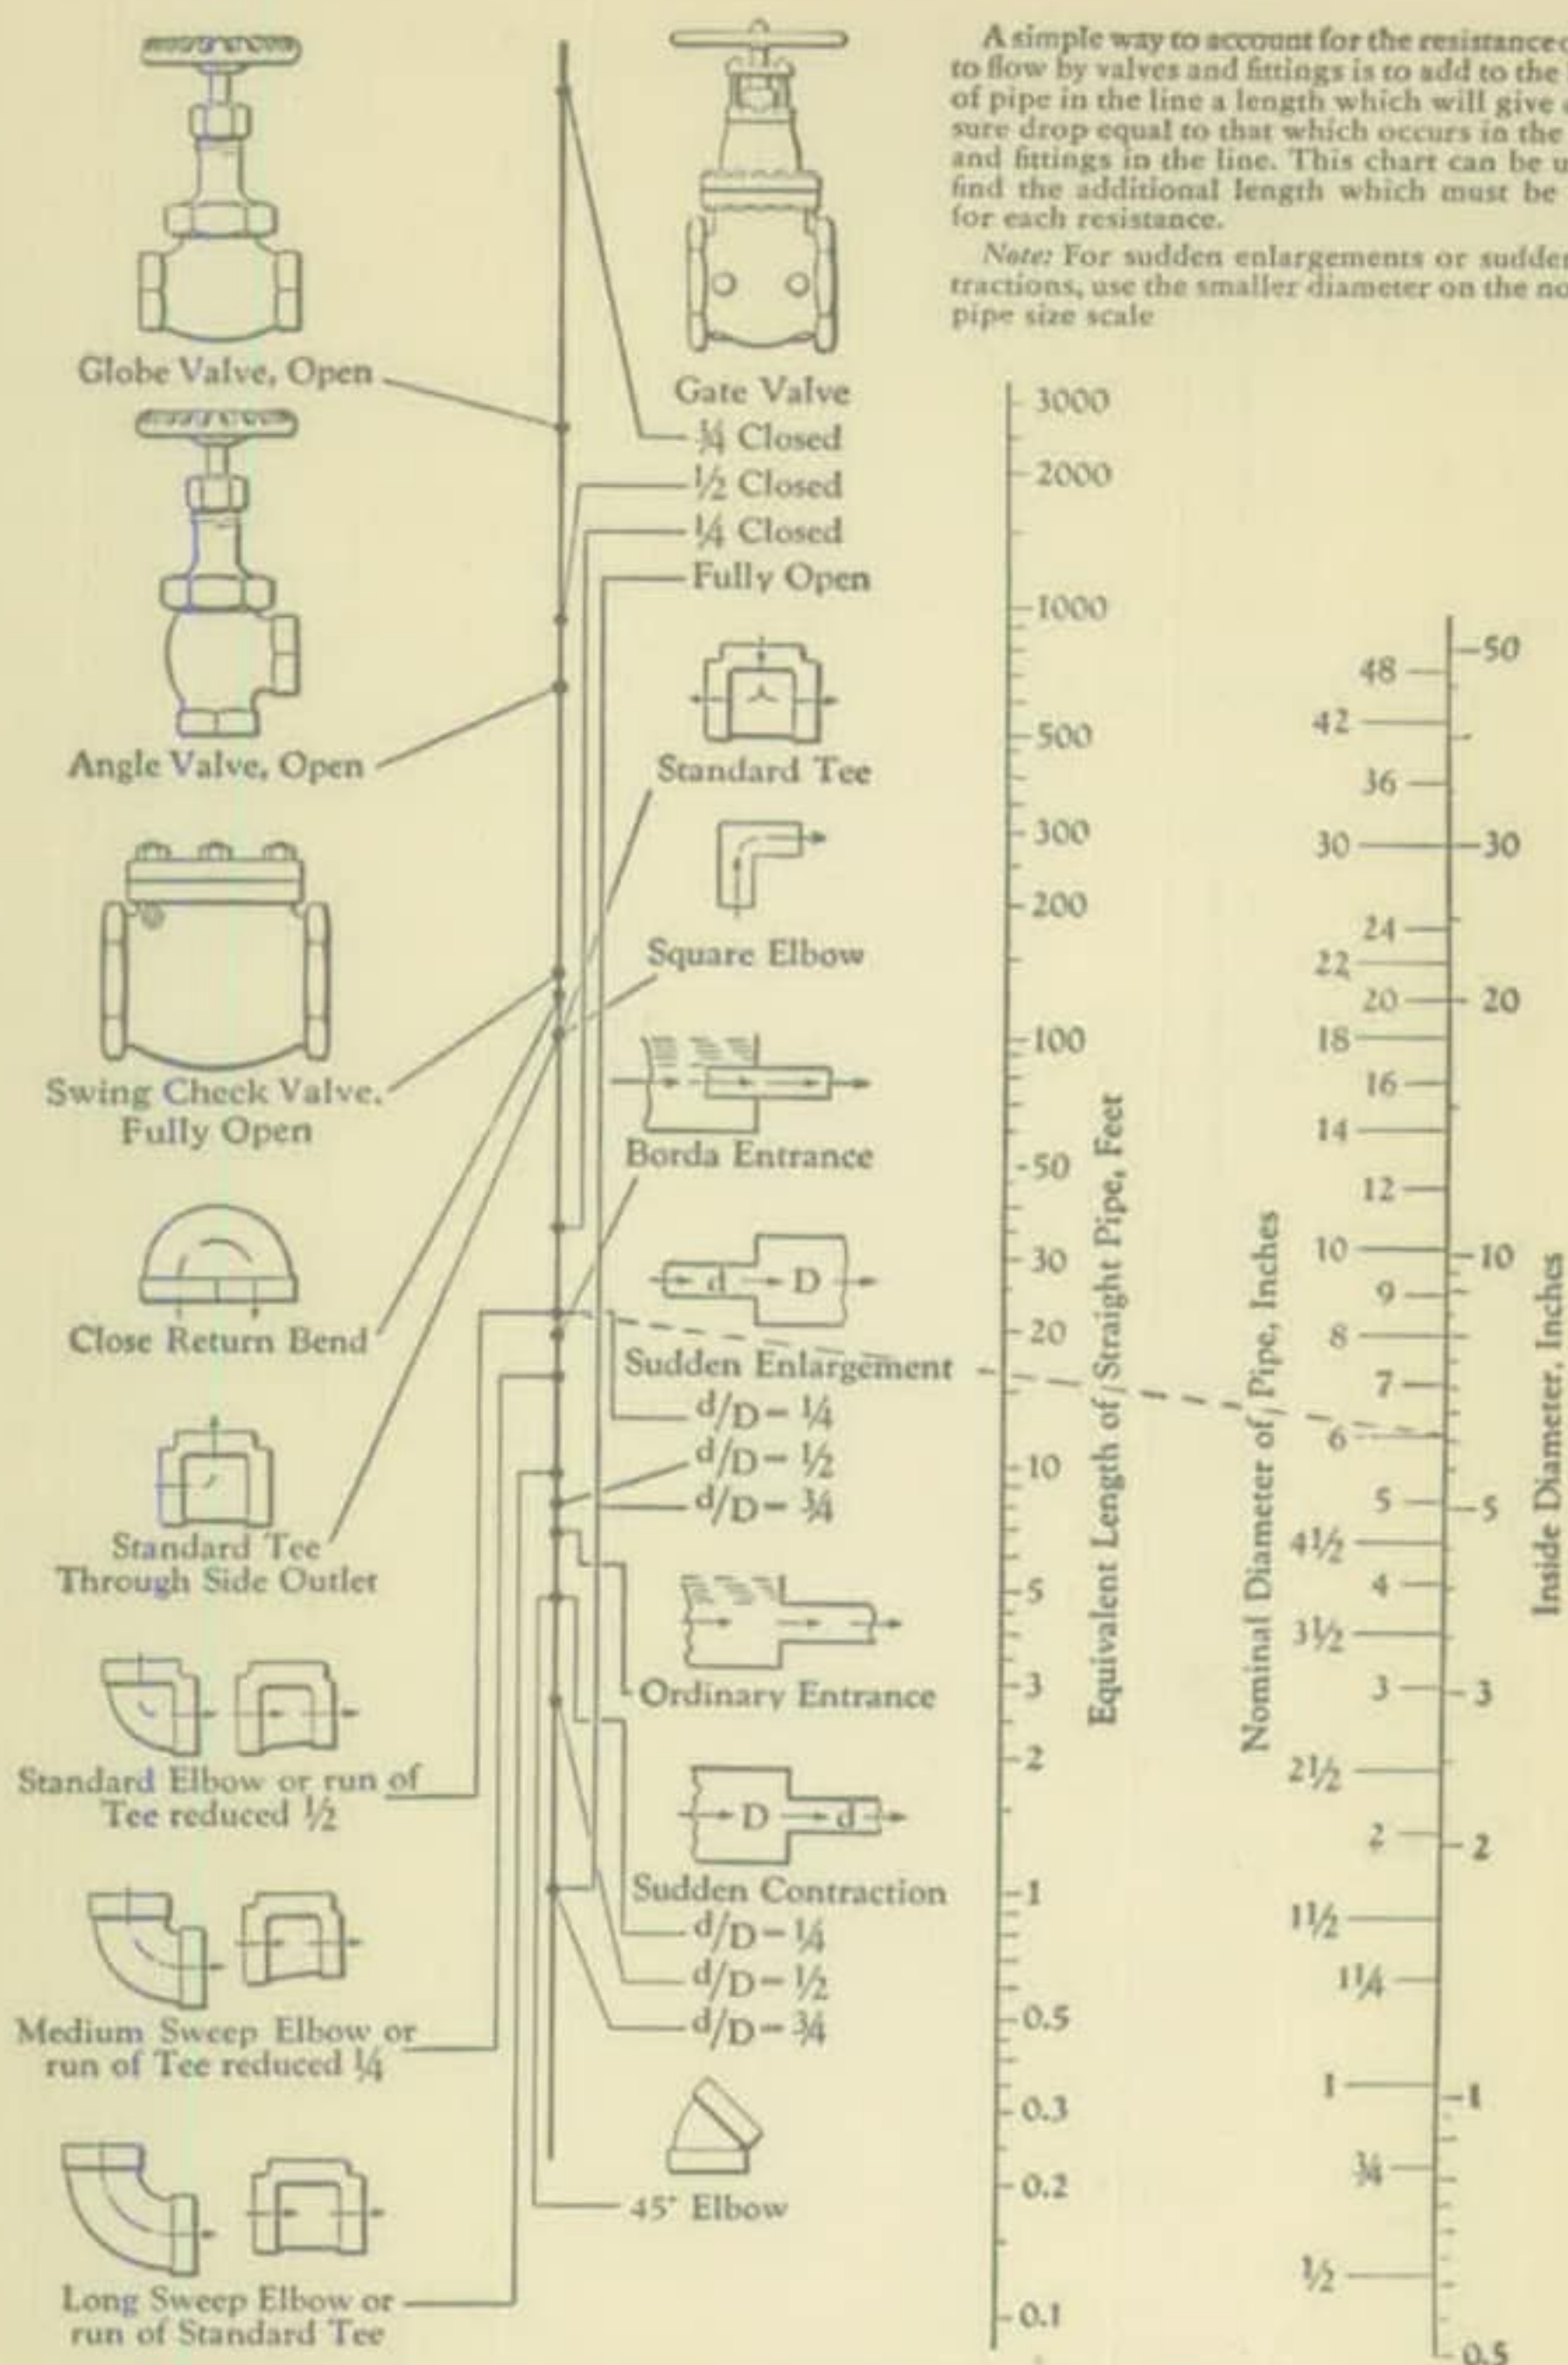 A simple way to account for the resistance
to flow by valves and fittings is to add to the
of pipe in the line a length which will give
sure drop equal to that which occurs in the
and fittings in the line. This chart can be
find the additional length which must be
for each resistance.
Note: For sudden enlargements or sudden
tractions, use the smaller diameter on the
pipe size scale
Globe Valve, Open
Angle Valve, Open
Swing Check Valve,
Fully Open
Close Return Bend
Standard Tee
Through Side Outlet
Standard Elbow or run of
Tee reduced ½
Medium Sweep Elbow or
run of Tee reduced ¼
Long Sweep Elbow or
run of Standard Tee
Gate Valve
¾ Closed
½ Closed
¼ Closed
Fully Open
Standard Tee
Square Elbow
Borda Entrance
d D
Sudden Enlargement
d/D-¼
d/D-½
d/D-¾
Ordinary Entrance
D d
Sudden Contraction
d/D-¼
d/D-½
d/D-¾
45° Elbow
3000
2000
1000
500
300
200
100
50
30
20
10
5
3
2
1
0.5
0.3
0.2
0.1
Equivalent Length of Straight Pipe, Feet
Nominal Diameter of Pipe, Inches
48
42
36
30
24
22
20
18
16
14
12
10
9
8
7
6
5
4½
4
3½
3
2½
2
1½
1¼
1
¾
½
50
30
20
10
5
3
2
1
0.5
Inside Diameter, Inches